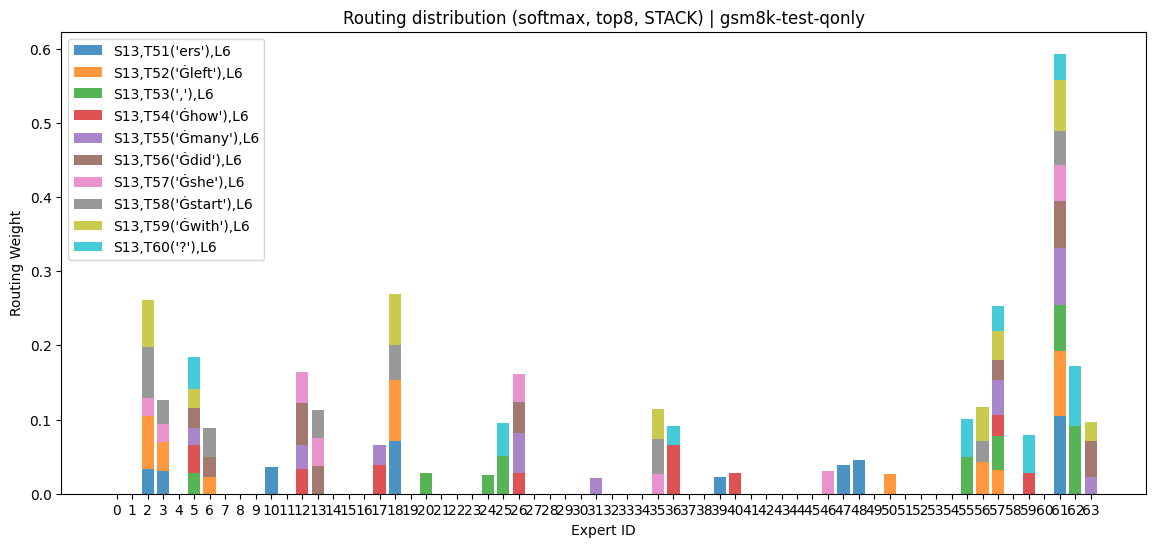 Routing distribution (softmax, top8, STACK) | gsm8k-test-qonly
S13,T51('ers'),L6
S13,T52('Ġleft'),L6
S13,T53(','),L6
S13,T54('Ġhow'),L6
S13,T55('Ġmany'),L6
S13,T56('Ġdid'),L6
S13,T57('Ġshe'),L6
S13,T58('Ġstart'),L6
S13,T59('Ġwith'),L6
S13,T60('?'),L6
0.6
0.5
0.4
0.3
0.2
0.1
0.0
Routing Weight
0 1 2 3 4 5 6 7 8 9 10 11 12 13 14 15 16 17 18 19 20 21 22 23 24 25 26 27 28 29 30 31 32 33 34 35 36 37 38 39 40 41 42 43 44 45 46 47 48 49 50 51 52 53 54 55 56 57 58 59 60 61 62 63
Expert ID